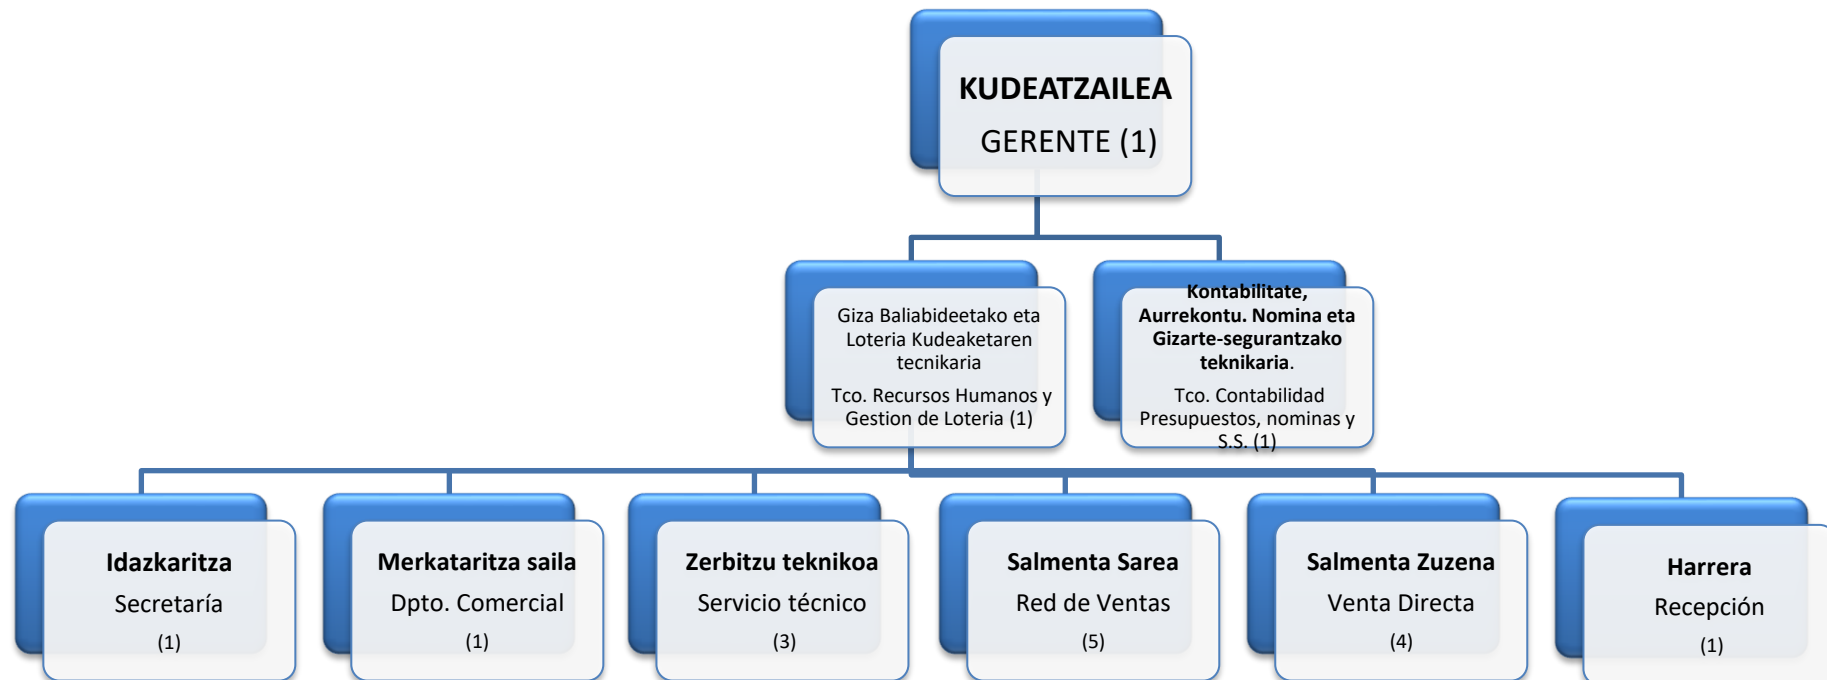 KUDEATZAILEA
GERENTE (1)
Giza Baliabideetako eta
Loteria Kudeaketaren
tecnikaria
Tco. Recursos Humanos y
Gestion de Loteria (1)
Kontabilitate,
Aurrekontu. Nomina eta
Gizarte-segurantzako
teknikaria.
Tco. Contabilidad
Presupuestos, nominas y
S.S. (1)
Idazkaritza
Secretaría
(1)
Merkataritza saila
Dpto. Comercial
(1)
Zerbitzu teknikoa
Servicio técnico
(3)
Salmenta Sarea
Red de Ventas
(5)
Salmenta Zuzena
Venta Directa
(4)
Harrera
Recepción
(1)